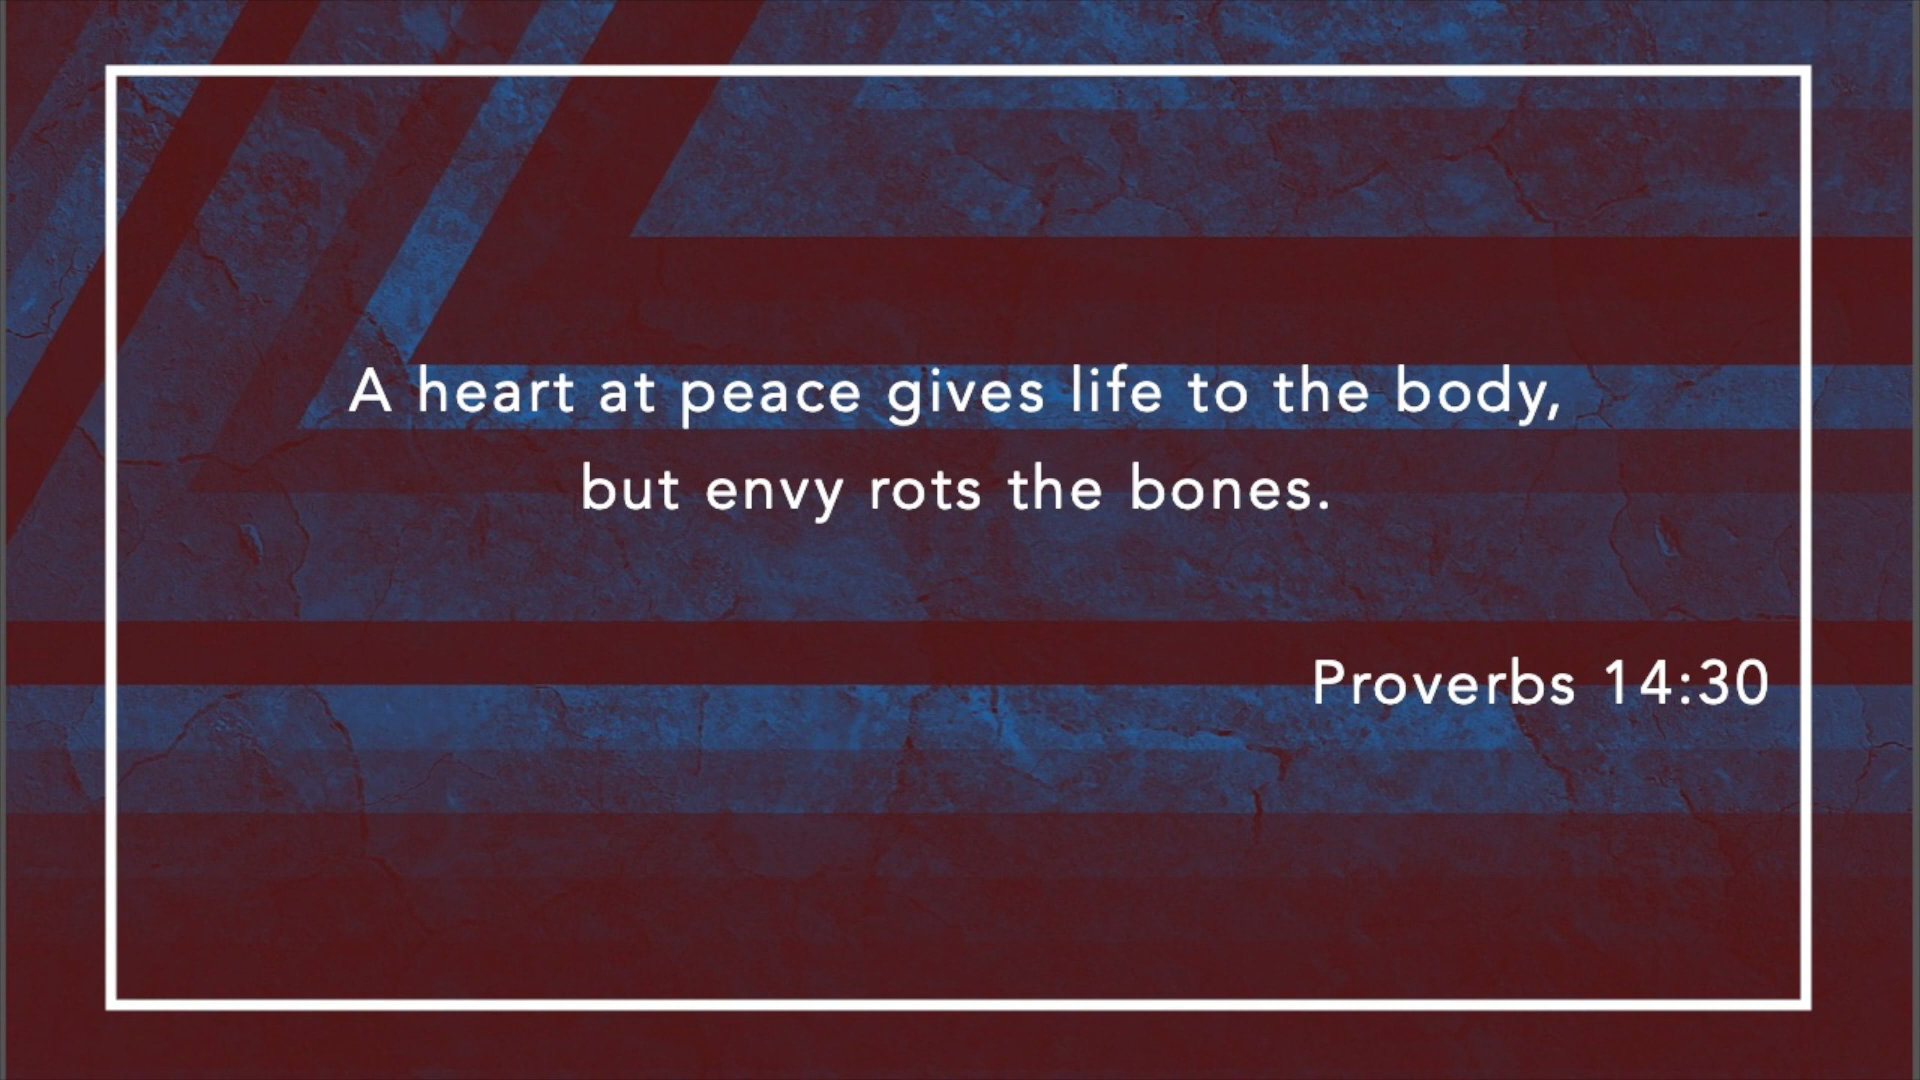 A heart at peace gives life to the body,
but envy rots the bones.
Proverbs 14:30